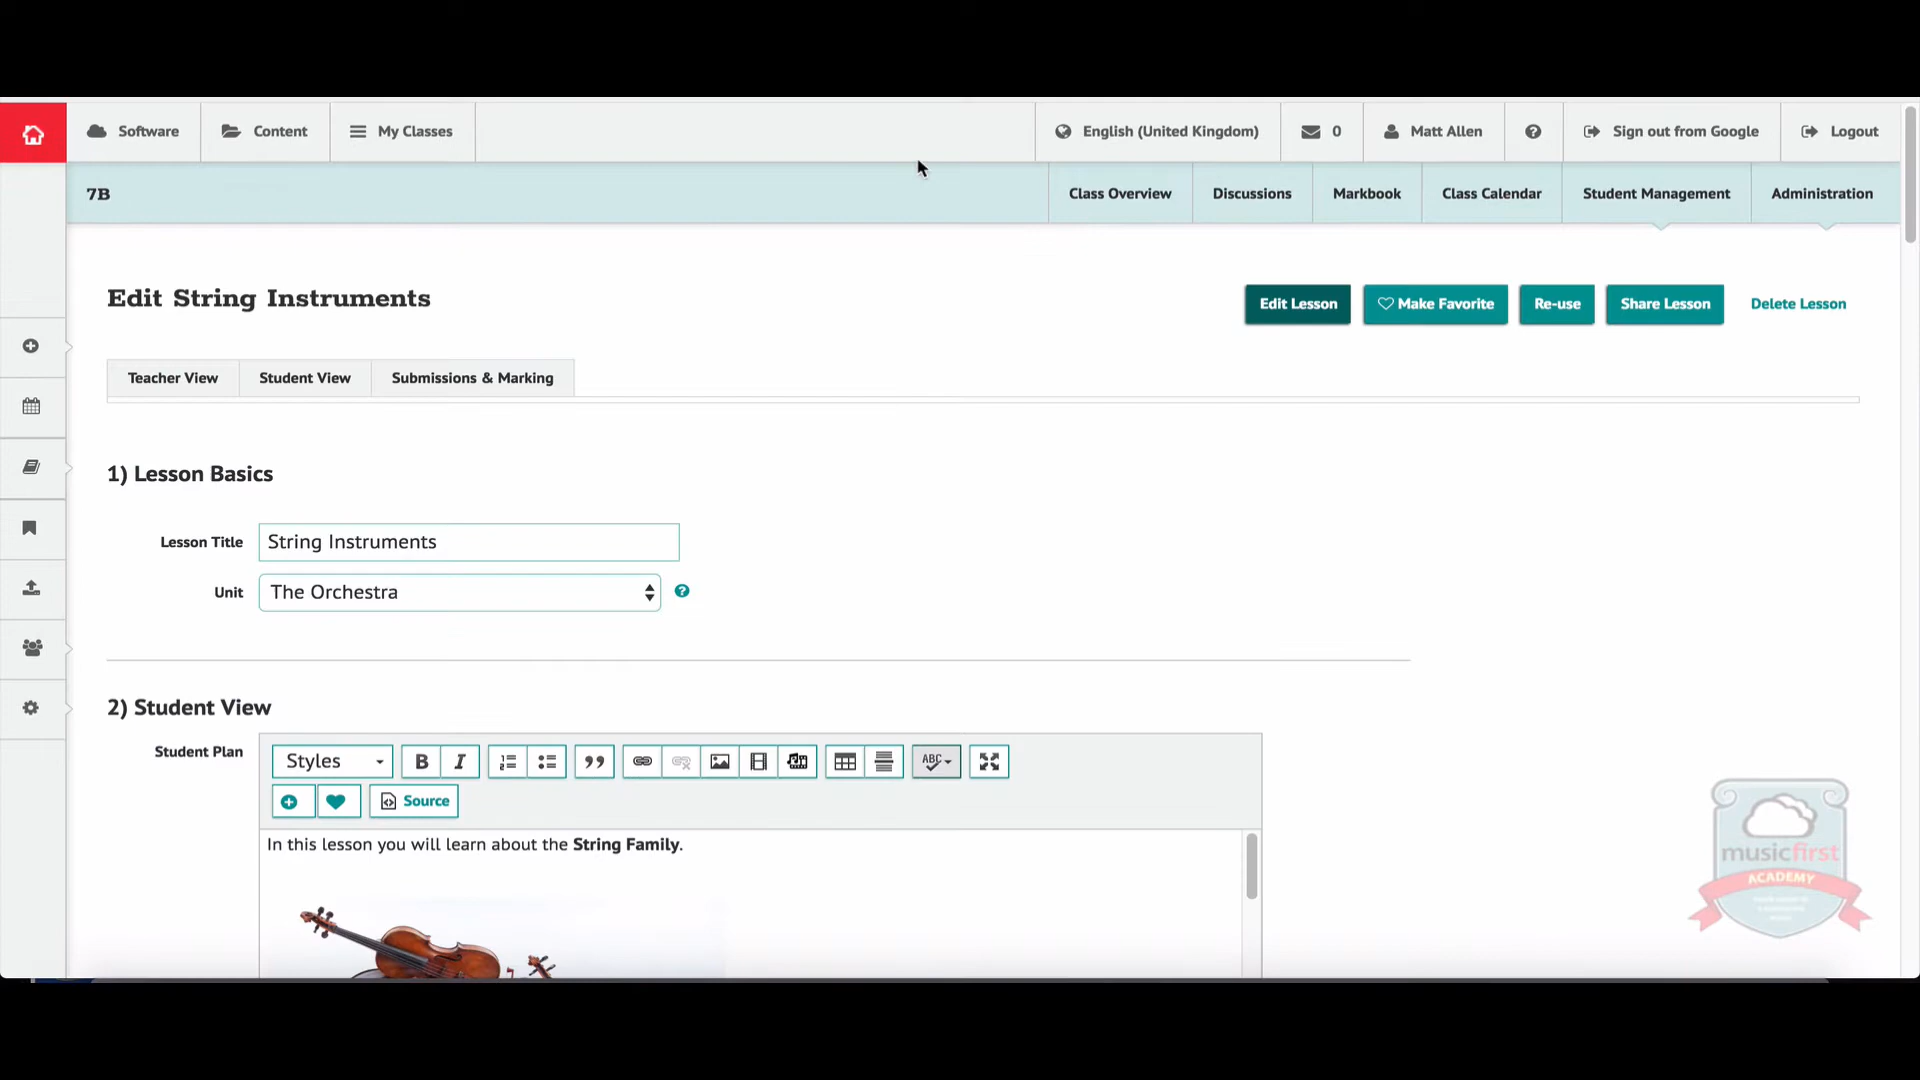 Software Content My Classes English (United Kingdom) 0 Matt Allen ? Sign out from Google Logout
7B Class Overview Discussions Markbook Class Calendar Student Management Administration
Edit String Instruments Edit Lesson Make Favorite Re-use Share Lesson Delete Lesson
Teacher View Student View Submissions & Marking
1) Lesson Basics
Lesson Title String Instruments
Unit The Orchestra ?
2) Student View
Student Plan Styles B I ABC
Source
In this lesson you will learn about the String Family.
musicfirst
ACADEMY